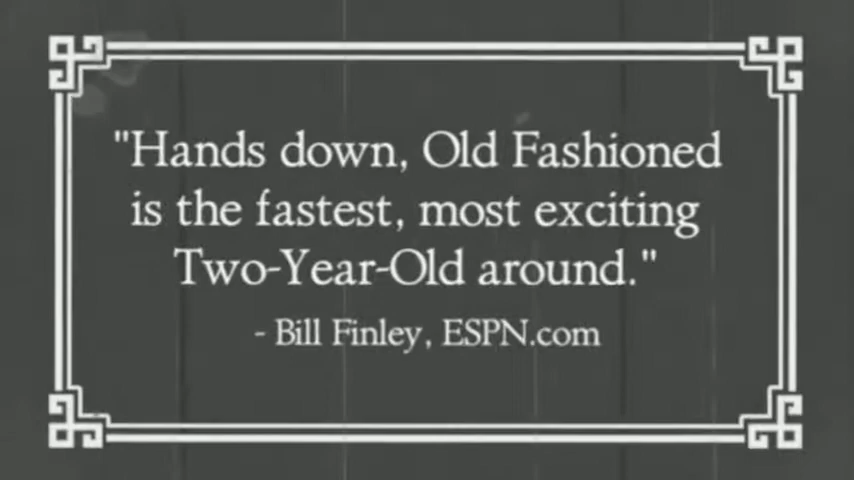 "Hands down, Old Fashioned
is the fastest, most exciting
Two-Year-Old around."
- Bill Finley, ESPN.com